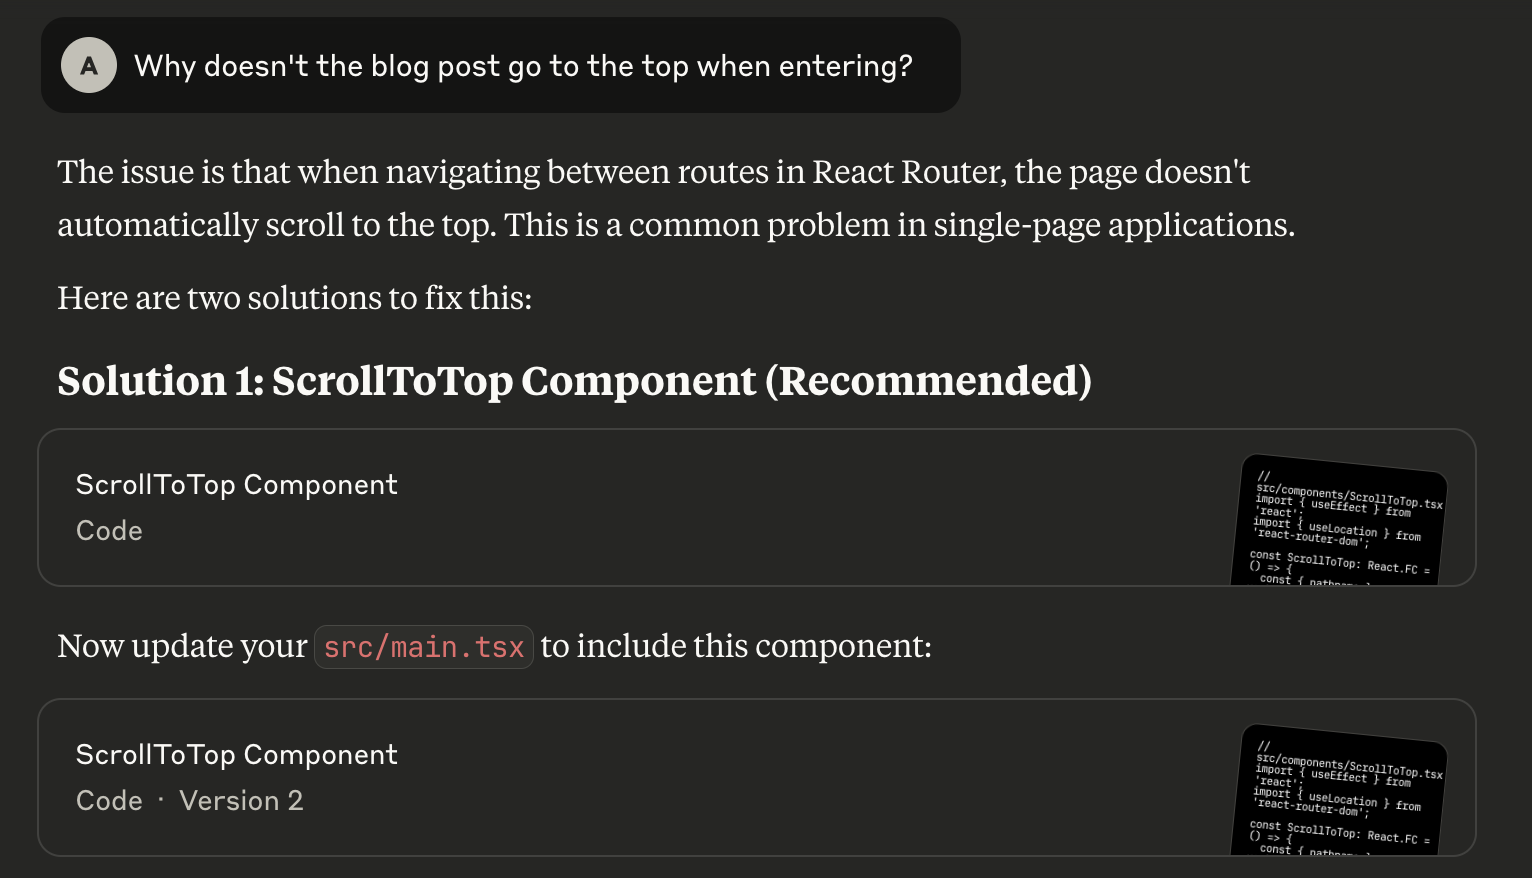 A
Why doesn't the blog post go to the top when entering?
The issue is that when navigating between routes in React Router, the page doesn't
automatically scroll to the top. This is a common problem in single-page applications.
Here are two solutions to fix this:
Solution 1: ScrollToTop Component (Recommended)
ScrollToTop Component
Code
//
src/components/ScrollToTop.tsx
import { useEffect } from
'react';
import { useLocation } from
'react-router-dom';
const ScrollToTop: React.FC =
() => {
const {
Now update your src/main.tsx to include this component:
ScrollToTop Component
Code · Version 2
//
src/components/ScrollToTop.tsx
import { useEffect } from
'react';
import { useLocation } from
'react-router-dom';
const ScrollToTop: React.FC =
() => {
const {